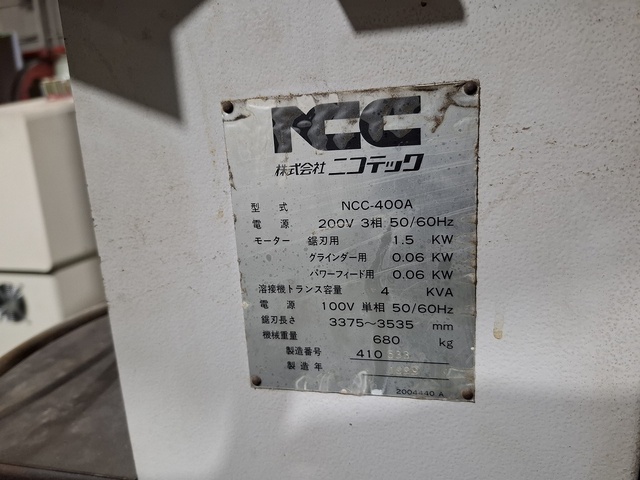 NCC
株式会社 ニコテック
型式 NCC-400A
電源 200V 3相 50/60Hz
モーター 鋸刃用 1.5 KW
グラインダー用 0.06 KW
パワーフィード用 0.06 KW
溶接機トランス容量 4 KVA
電源 100V 単相 50/60Hz
鋸刃長さ 3375〜3535 mm
機械重量 680 kg
製造番号 410
製造年
2004440 A